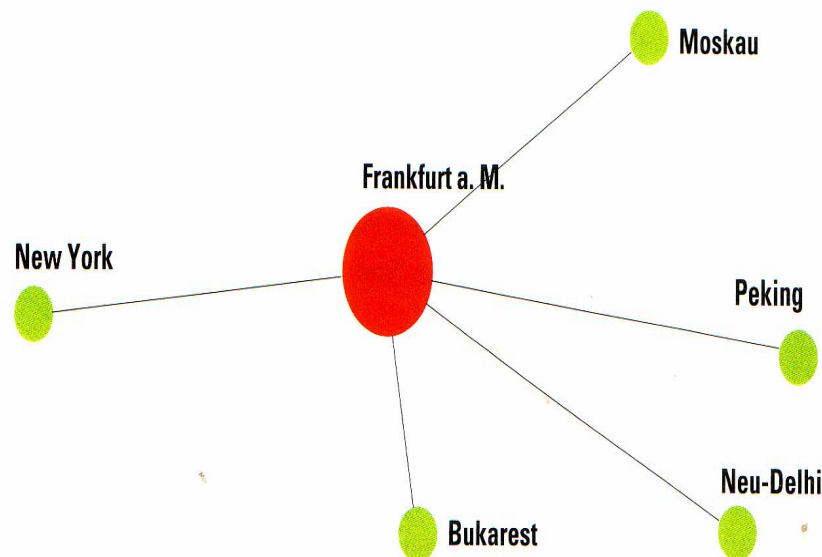 Moskau
Frankfurt a. M.
New York
Peking
Neu-Delhi
Bukarest